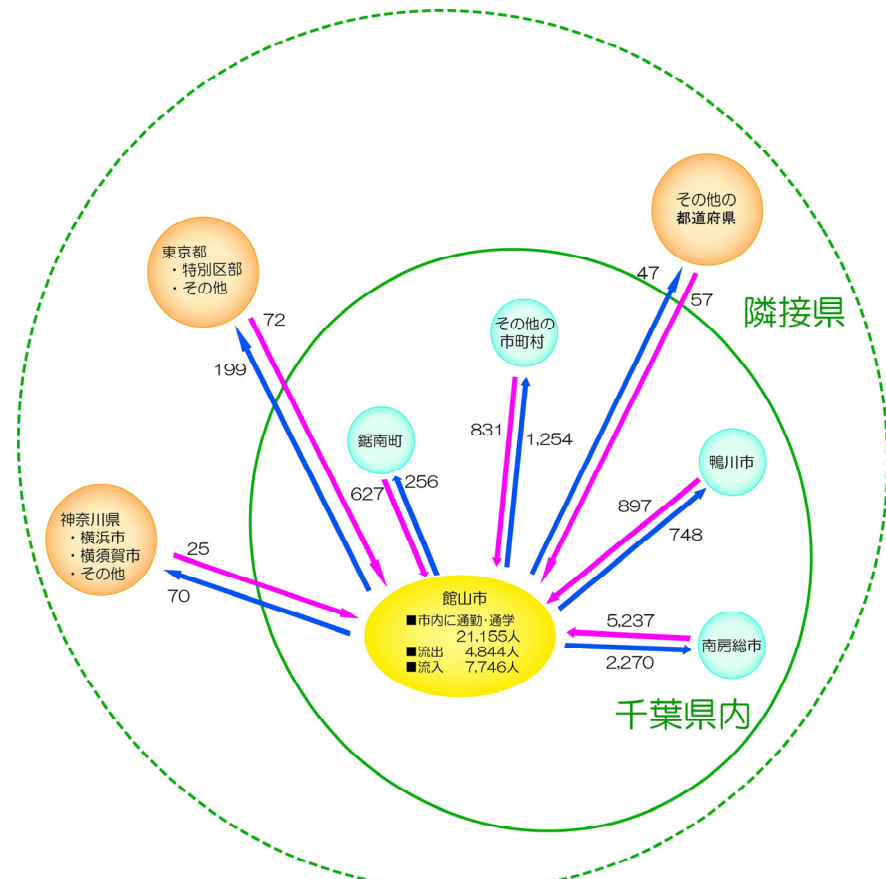 その他の
都道府県
東京都
・特別区部
・その他
47
57
隣接県
72
その他の
市町村
199
831
1,254
鋸南町
256
627
鴨川市
897
748
神奈川県
・横浜市
・横須賀市
・その他
25
70
館山市
■市内に通勤・通学
21,155人
■流出 4,844人
■流入 7,746人
5,237
2,270
南房総市
千葉県内